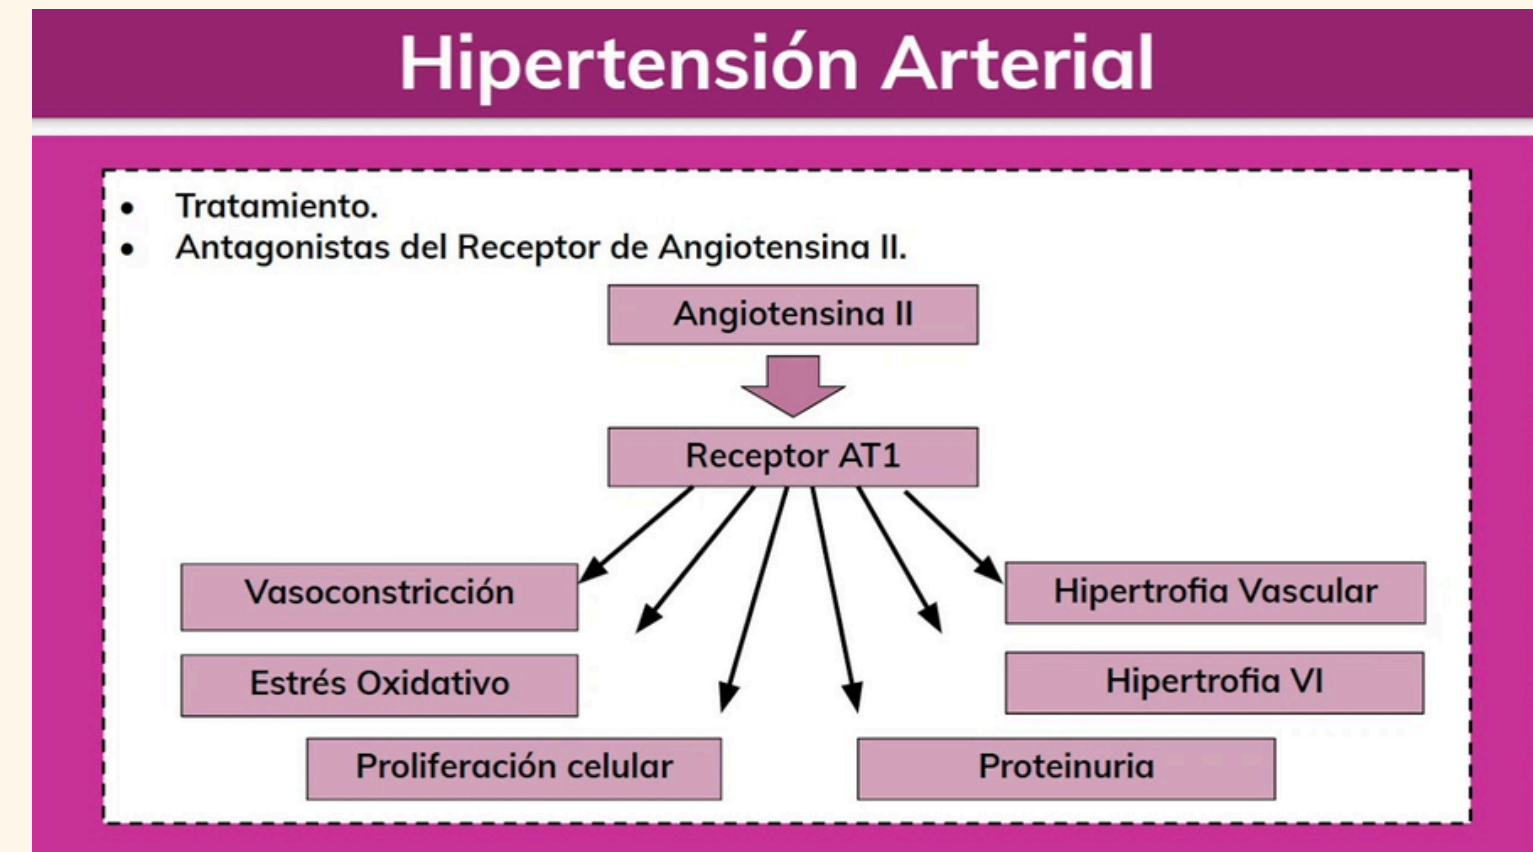 Hipertensión Arterial
• Tratamiento.
• Antagonistas del Receptor de Angiotensina II.
Angiotensina II
Receptor AT1
Vasoconstricción
Hipertrofia Vascular
Estrés Oxidativo
Hipertrofia VI
Proliferación celular
Proteinuria